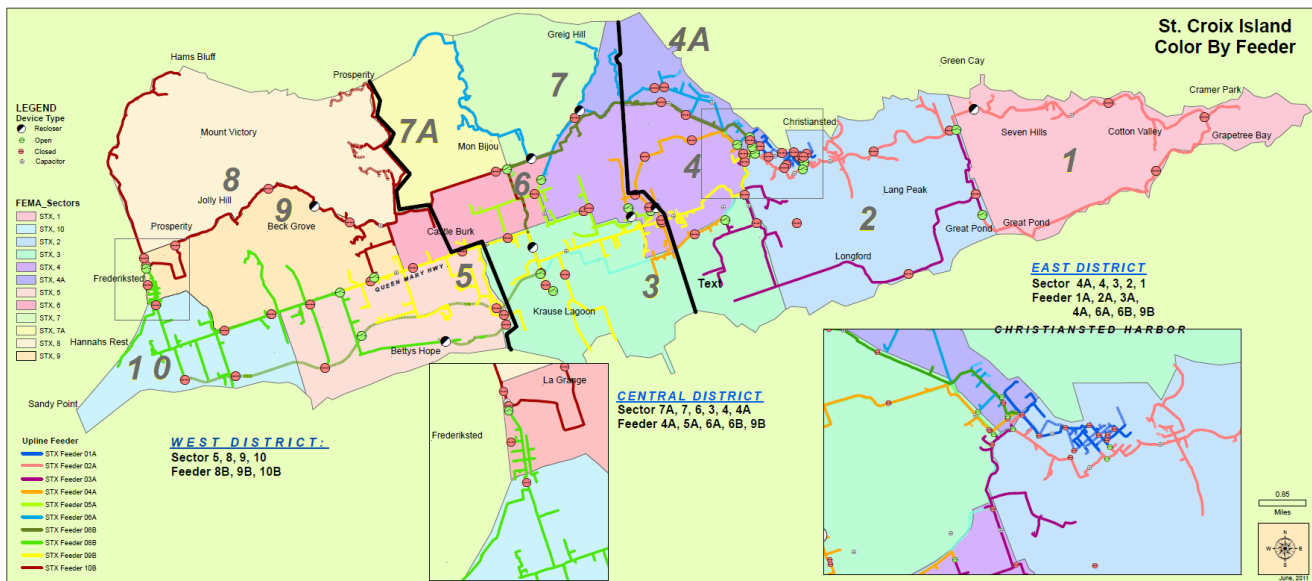 St. Croix Island
Color By Feeder
Hams Bluff
Prosperity
Greig Hill
4A
Green Cay
Cramer Park
LEGEND
Device Type
Recloser
Open
Closed
Capacitor
Mount Victory
7A
7
Mon Bijou
Christiansted
Seven Hills
Cotton Valley
Grapetree Bay
1
4
6
8
9
Jolly Hill
Beck Grove
Lang Peak
2
FEMA_Sectors
STX, 1
STX, 10
STX, 2
STX, 3
STX, 4
STX, 4A
STX, 5
STX, 6
STX, 7
STX, 7A
STX, 8
STX, 9
Prosperity
Castle Burk
Great Pond
Great Pond
Frederiksted
QUEEN MARY HWY
5
3
Longford
Text
Krause Lagoon
EAST DISTRICT
Sector 4A, 4, 3, 2, 1
Feeder 1A, 2A, 3A,
4A, 6A, 6B, 9B
Hannahs Rest
10
Bettys Hope
CHRISTIANSTED HARBOR
Sandy Point
La Grange
Frederiksted
CENTRAL DISTRICT
Sector 7A, 7, 6, 3, 4, 4A
Feeder 4A, 5A, 6A, 6B, 9B
WEST DISTRICT:
Sector 5, 8, 9, 10
Feeder 8B, 9B, 10B
Upline Feeder
STX Feeder 01A
STX Feeder 02A
STX Feeder 03A
STX Feeder 04A
STX Feeder 05A
STX Feeder 06A
STX Feeder 06B
STX Feeder 08B
STX Feeder 09B
STX Feeder 10B
0.85
Miles
N
W
E
S
June, 2011